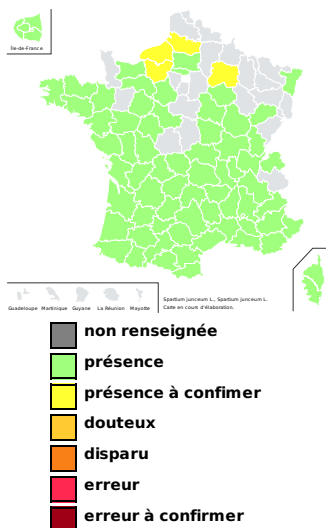 Île-de-France
Guadeloupe Martinique Guyane La Réunion Mayotte
Spartium junceum L., Spartium junceum L.
Carte en cours d'élaboration.
non renseignée
présence
présence à confimer
douteux
disparu
erreur
erreur à confirmer